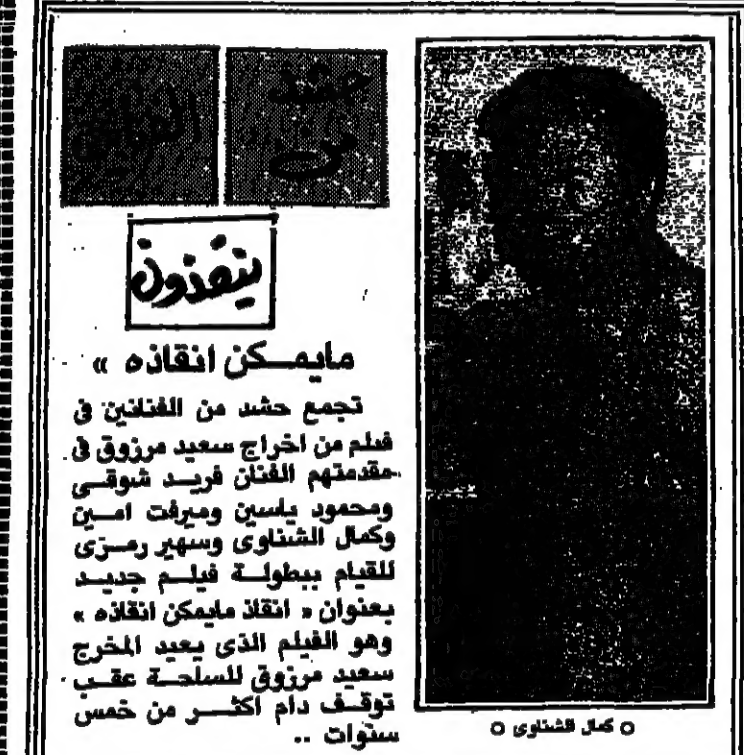 حشد من
ينقذون
مايمكن انقاذه »
تجمع حشد من الفنانين فى
فيلم من اخراج سعيد مرزوق فى
مقدمتهم الفنان فريد شوقى
ومحمود ياسين وميرفت امين
وكمال الشناوى وسهير رمزى
للقيام ببطولة فيلم جديد
بعنوان « انقاذ مايمكن انقاذه »
وهو الفيلم الذى يعيد المخرج
سعيد مرزوق للساحة عقب
توقف دام اكثر من خمس
سنوات ..
○ كمال الشناوى ○